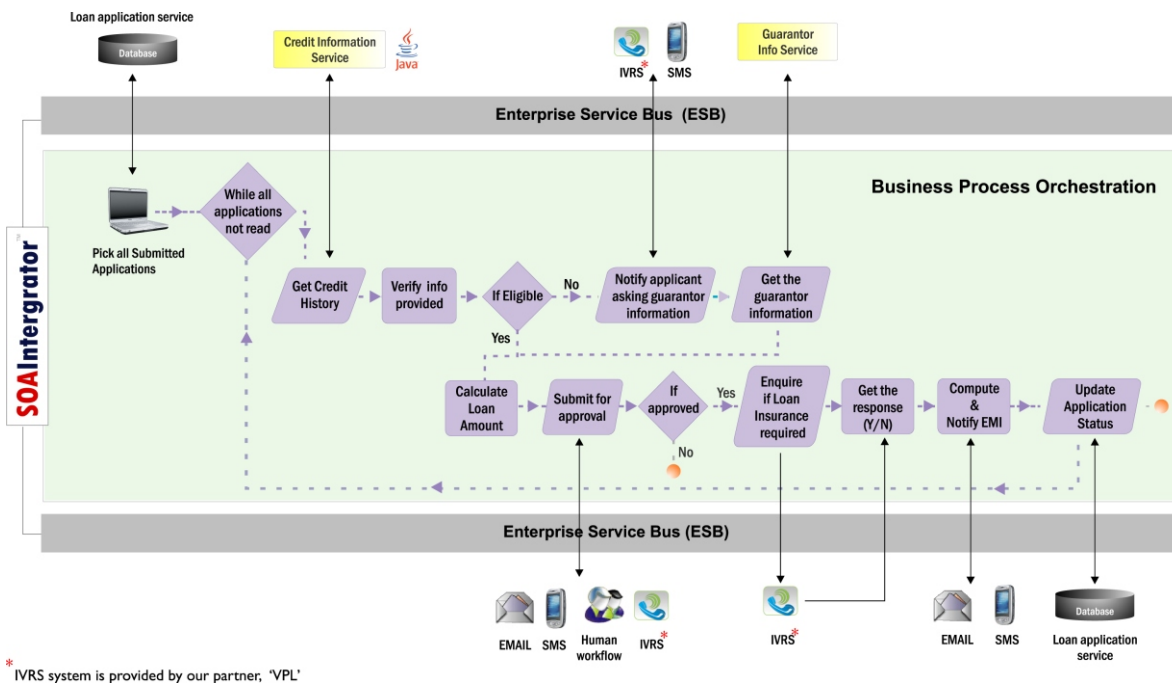 Loan application service
Database
Credit Information
Service
Java
IVRS*
SMS
Guarantor
Info Service
Enterprise Service Bus (ESB)
Business Process Orchestration
SOAIntergrator™
Pick all Submitted
Applications
While all
applications
not read
Get Credit
History
Verify info
provided
If Eligible
No
Yes
Notify applicant
asking guarantor
information
Get the
guarantor
information
Calculate
Loan
Amount
Submit for
approval
If
approved
Yes
No
Enquire
if Loan
Insurance
required
Get the
response
(Y/N)
Compute
&
Notify EMI
Update
Application
Status
Enterprise Service Bus (ESB)
EMAIL
SMS
Human
workflow
IVRS*
IVRS*
EMAIL
SMS
Database
Loan application
service
*IVRS system is provided by our partner, ‘VPL’